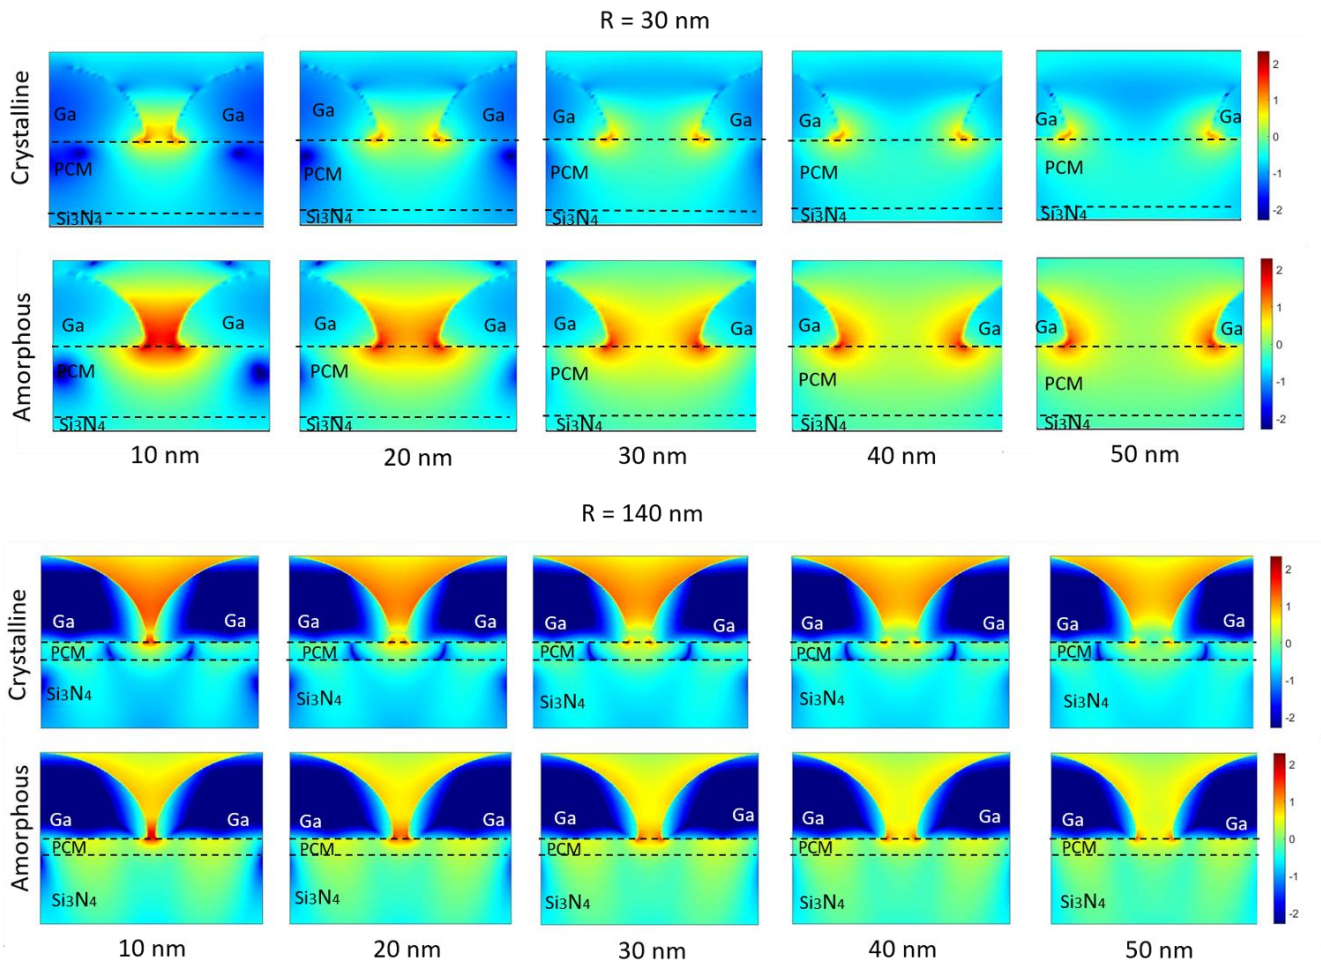 R = 30 nm
Crystalline
Ga Ga Ga Ga Ga Ga Ga Ga Ga Ga
PCM PCM PCM PCM PCM
Si3N4 Si3N4 Si3N4 Si3N4 Si3N4
2
1
0
-1
-2
Amorphous
Ga Ga Ga Ga Ga Ga Ga Ga Ga Ga
PCM PCM PCM PCM PCM
Si3N4 Si3N4 Si3N4 Si3N4 Si3N4
2
1
0
-1
-2
10 nm 20 nm 30 nm 40 nm 50 nm
R = 140 nm
Crystalline
Ga Ga Ga Ga Ga Ga Ga Ga Ga Ga
PCM PCM PCM PCM PCM
Si3N4 Si3N4 Si3N4 Si3N4 Si3N4
2
1
0
-1
-2
Amorphous
Ga Ga Ga Ga Ga Ga Ga Ga Ga Ga
PCM PCM PCM PCM PCM
Si3N4 Si3N4 Si3N4 Si3N4 Si3N4
2
1
0
-1
-2
10 nm 20 nm 30 nm 40 nm 50 nm